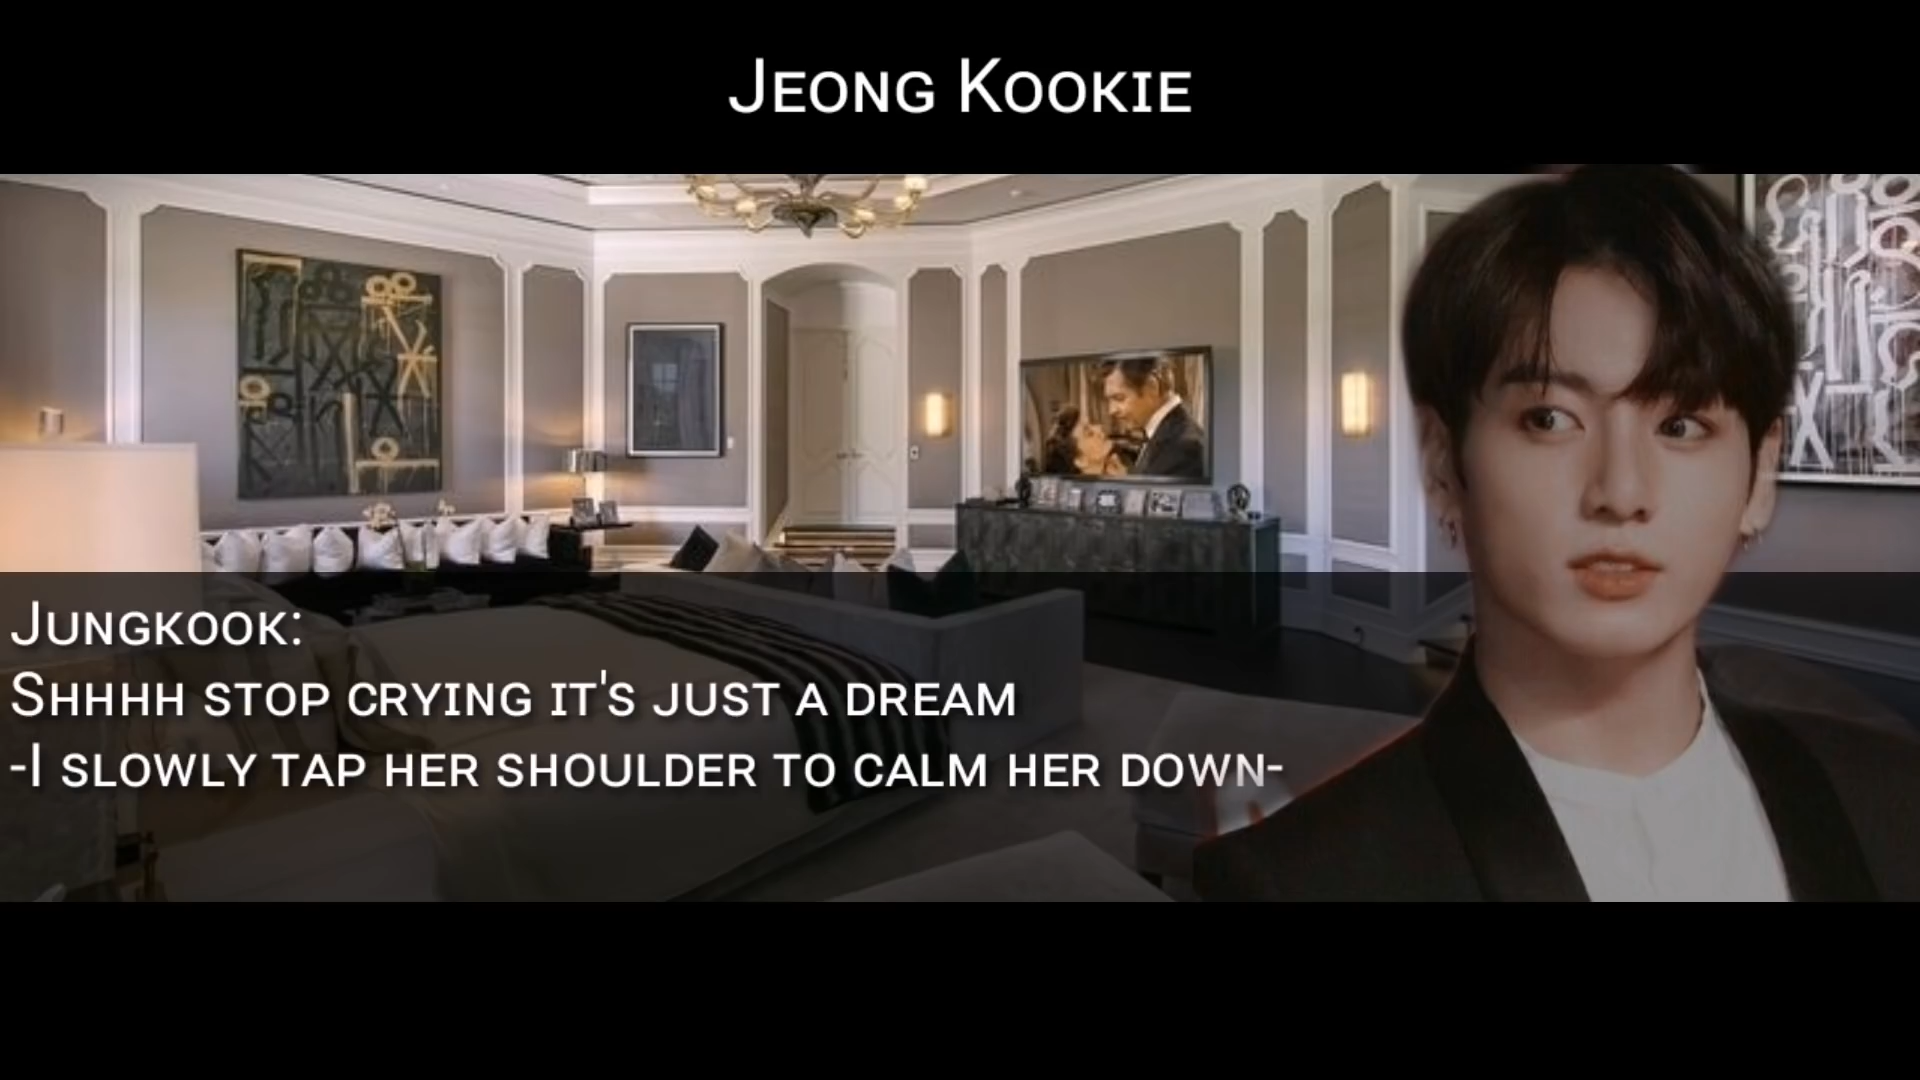 Jeong Kookie
Jungkook:
Shhhh stop crying it's just a dream
-I slowly tap her shoulder to calm her down-